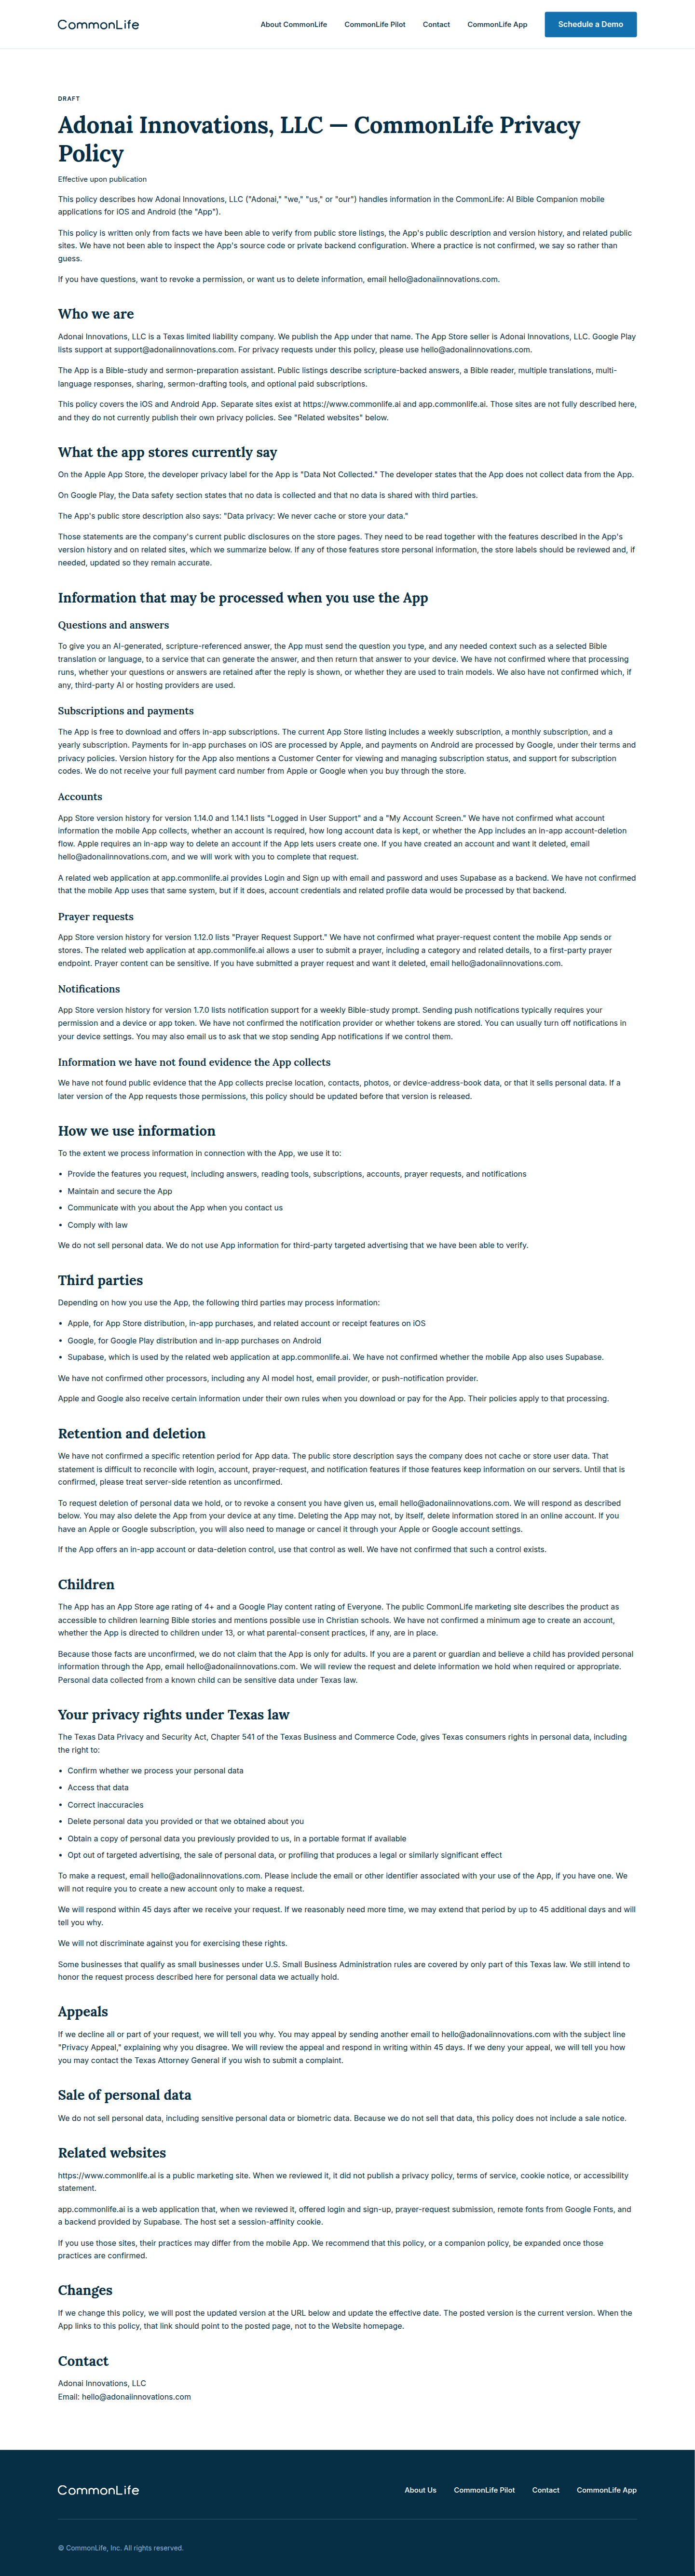 CommonLife
About CommonLife
CommonLife Pilot
Contact
CommonLife App
Schedule a Demo
DRAFT
Adonai Innovations, LLC — CommonLife Privacy
Policy
Effective upon publication
This policy describes how Adonai Innovations, LLC ("Adonai," "we," "us," or "our") handles information in the CommonLife: AI Bible Companion mobile
applications for iOS and Android (the "App").
This policy is written only from facts we have been able to verify from public store listings, the App's public description and version history, and related public
sites. We have not been able to inspect the App's source code or private backend configuration. Where a practice is not confirmed, we say so rather than
guess.
If you have questions, want to revoke a permission, or want us to delete information, email hello@adonaiinnovations.com.
Who we are
Adonai Innovations, LLC is a Texas limited liability company. We publish the App under that name. The App Store seller is Adonai Innovations, LLC. Google Play
lists support at support@adonaiinnovations.com. For privacy requests under this policy, please use hello@adonaiinnovations.com.
The App is a Bible-study and sermon-preparation assistant. Public listings describe scripture-backed answers, a Bible reader, multiple translations, multi-
language responses, sharing, sermon-drafting tools, and optional paid subscriptions.
This policy covers the iOS and Android App. Separate sites exist at https://www.commonlife.ai and app.commonlife.ai. Those sites are not fully described here,
and they do not currently publish their own privacy policies. See "Related websites" below.
What the app stores currently say
On the Apple App Store, the developer privacy label for the App is "Data Not Collected." The developer states that the App does not collect data from the App.
On Google Play, the Data safety section states that no data is collected and that no data is shared with third parties.
The App's public store description also says: "Data privacy: We never cache or store your data."
Those statements are the company's current public disclosures on the store pages. They need to be read together with the features described in the App's
version history and on related sites, which we summarize below. If any of those features store personal information, the store labels should be reviewed and, if
needed, updated so they remain accurate.
Information that may be processed when you use the App
Questions and answers
To give you an AI-generated, scripture-referenced answer, the App must send the question you type, and any needed context such as a selected Bible
translation or language, to a service that can generate the answer, and then return that answer to your device. We have not confirmed where that processing
runs, whether your questions or answers are retained after the reply is shown, or whether they are used to train models. We also have not confirmed which, if
any, third-party AI or hosting providers are used.
Subscriptions and payments
The App is free to download and offers in-app subscriptions. The current App Store listing includes a weekly subscription, a monthly subscription, and a
yearly subscription. Payments for in-app purchases on iOS are processed by Apple, and payments on Android are processed by Google, under their terms and
privacy policies. Version history for the App also mentions a Customer Center for viewing and managing subscription status, and support for subscription
codes. We do not receive your full payment card number from Apple or Google when you buy through the store.
Accounts
App Store version history for version 1.14.0 and 1.14.1 lists "Logged in User Support" and a "My Account Screen." We have not confirmed what account
information the mobile App collects, whether an account is required, how long account data is kept, or whether the App includes an in-app account-deletion
flow. Apple requires an in-app way to delete an account if the App lets users create one. If you have created an account and want it deleted, email
hello@adonaiinnovations.com, and we will work with you to complete that request.
A related web application at app.commonlife.ai provides Login and Sign up with email and password and uses Supabase as a backend. We have not confirmed
that the mobile App uses that same system, but if it does, account credentials and related profile data would be processed by that backend.
Prayer requests
App Store version history for version 1.12.0 lists "Prayer Request Support." We have not confirmed what prayer-request content the mobile App sends or
stores. The related web application at app.commonlife.ai allows a user to submit a prayer, including a category and related details, to a first-party prayer
endpoint. Prayer content can be sensitive. If you have submitted a prayer request and want it deleted, email hello@adonaiinnovations.com.
Notifications
App Store version history for version 1.7.0 lists notification support for a weekly Bible-study prompt. Sending push notifications typically requires your
permission and a device or app token. We have not confirmed the notification provider or whether tokens are stored. You can usually turn off notifications in
your device settings. You may also email us to ask that we stop sending App notifications if we control them.
Information we have not found evidence the App collects
We have not found public evidence that the App collects precise location, contacts, photos, or device-address-book data, or that it sells personal data. If a
later version of the App requests those permissions, this policy should be updated before that version is released.
How we use information
To the extent we process information in connection with the App, we use it to:
• Provide the features you request, including answers, reading tools, subscriptions, accounts, prayer requests, and notifications
• Maintain and secure the App
• Communicate with you about the App when you contact us
• Comply with law
We do not sell personal data. We do not use App information for third-party targeted advertising that we have been able to verify.
Third parties
Depending on how you use the App, the following third parties may process information:
• Apple, for App Store distribution, in-app purchases, and related account or receipt features on iOS
• Google, for Google Play distribution and in-app purchases on Android
• Supabase, which is used by the related web application at app.commonlife.ai. We have not confirmed whether the mobile App also uses Supabase.
We have not confirmed other processors, including any AI model host, email provider, or push-notification provider.
Apple and Google also receive certain information under their own rules when you download or pay for the App. Their policies apply to that processing.
Retention and deletion
We have not confirmed a specific retention period for App data. The public store description says the company does not cache or store user data. That
statement is difficult to reconcile with login, account, prayer-request, and notification features if those features keep information on our servers. Until that is
confirmed, please treat server-side retention as unconfirmed.
To request deletion of personal data we hold, or to revoke a consent you have given us, email hello@adonaiinnovations.com. We will respond as described
below. You may also delete the App from your device at any time. Deleting the App may not, by itself, delete information stored in an online account. If you
have an Apple or Google subscription, you will also need to manage or cancel it through your Apple or Google account settings.
If the App offers an in-app account or data-deletion control, use that control as well. We have not confirmed that such a control exists.
Children
The App has an App Store age rating of 4+ and a Google Play content rating of Everyone. The public CommonLife marketing site describes the product as
accessible to children learning Bible stories and mentions possible use in Christian schools. We have not confirmed a minimum age to create an account,
whether the App is directed to children under 13, or what parental-consent practices, if any, are in place.
Because those facts are unconfirmed, we do not claim that the App is only for adults. If you are a parent or guardian and believe a child has provided personal
information through the App, email hello@adonaiinnovations.com. We will review the request and delete information we hold when required or appropriate.
Personal data collected from a known child can be sensitive data under Texas law.
Your privacy rights under Texas law
The Texas Data Privacy and Security Act, Chapter 541 of the Texas Business and Commerce Code, gives Texas consumers rights in personal data, including
the right to:
• Confirm whether we process your personal data
• Access that data
• Correct inaccuracies
• Delete personal data you provided or that we obtained about you
• Obtain a copy of personal data you previously provided to us, in a portable format if available
• Opt out of targeted advertising, the sale of personal data, or profiling that produces a legal or similarly significant effect
To make a request, email hello@adonaiinnovations.com. Please include the email or other identifier associated with your use of the App, if you have one. We
will not require you to create a new account only to make a request.
We will respond within 45 days after we receive your request. If we reasonably need more time, we may extend that period by up to 45 additional days and will
tell you why.
We will not discriminate against you for exercising these rights.
Some businesses that qualify as small businesses under U.S. Small Business Administration rules are covered by only part of this Texas law. We still intend to
honor the request process described here for personal data we actually hold.
Appeals
If we decline all or part of your request, we will tell you why. You may appeal by sending another email to hello@adonaiinnovations.com with the subject line
"Privacy Appeal," explaining why you disagree. We will review the appeal and respond in writing within 45 days. If we deny your appeal, we will tell you how
you may contact the Texas Attorney General if you wish to submit a complaint.
Sale of personal data
We do not sell personal data, including sensitive personal data or biometric data. Because we do not sell that data, this policy does not include a sale notice.
Related websites
https://www.commonlife.ai is a public marketing site. When we reviewed it, it did not publish a privacy policy, terms of service, cookie notice, or accessibility
statement.
app.commonlife.ai is a web application that, when we reviewed it, offered login and sign-up, prayer-request submission, remote fonts from Google Fonts, and
a backend provided by Supabase. The host set a session-affinity cookie.
If you use those sites, their practices may differ from the mobile App. We recommend that this policy, or a companion policy, be expanded once those
practices are confirmed.
Changes
If we change this policy, we will post the updated version at the URL below and update the effective date. The posted version is the current version. When the
App links to this policy, that link should point to the posted page, not to the Website homepage.
Contact
Adonai Innovations, LLC
Email: hello@adonaiinnovations.com
CommonLife
About Us
CommonLife Pilot
Contact
CommonLife App
© CommonLife, Inc. All rights reserved.